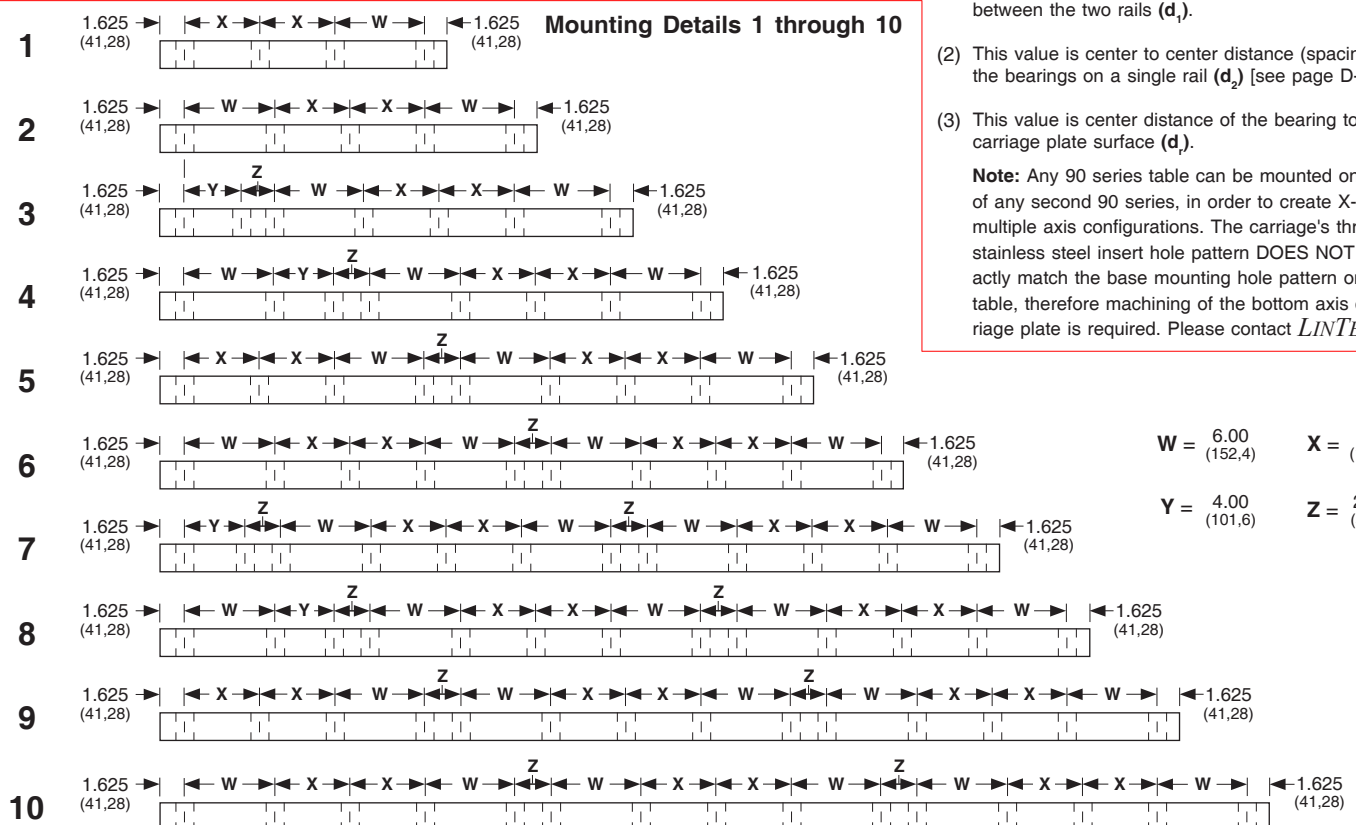 Mounting Details 1 through 10
between the two rails (d1).
(2) This value is center to center distance (spacin
the bearings on a single rail (d2) [see page D-
(3) This value is center distance of the bearing to
carriage plate surface (dr).
Note: Any 90 series table can be mounted on
of any second 90 series, in order to create X-
multiple axis configurations. The carriage's thr
stainless steel insert hole pattern DOES NOT
actly match the base mounting hole pattern or
table, therefore machining of the bottom axis
riage plate is required. Please contact LINTE
1 1.625 X X W 1.625
(41,28) (41,28)
2 1.625 W X X W 1.625
(41,28) (41,28)
Z
3 1.625 Y W X X W 1.625
(41,28) (41,28)
Z
4 1.625 W Y W X X W 1.625
(41,28) (41,28)
Z
5 1.625 X X W W X X W 1.625
(41,28) (41,28)
Z
6 1.625 W X X W W X X W 1.625
(41,28) (41,28)
W = 6.00 X =
(152,4) (
Y = 4.00 Z = 2
(101,6) (
Z Z
7 1.625 Y W X X W W X X W 1.625
(41,28) (41,28)
Z Z
8 1.625 W Y W X X W W X X W 1.625
(41,28) (41,28)
Z Z
9 1.625 X X W W X X W W X X W 1.625
(41,28) (41,28)
Z Z
10 1.625 W X X W W X X W W X X W 1.625
(41,28) (41,28)